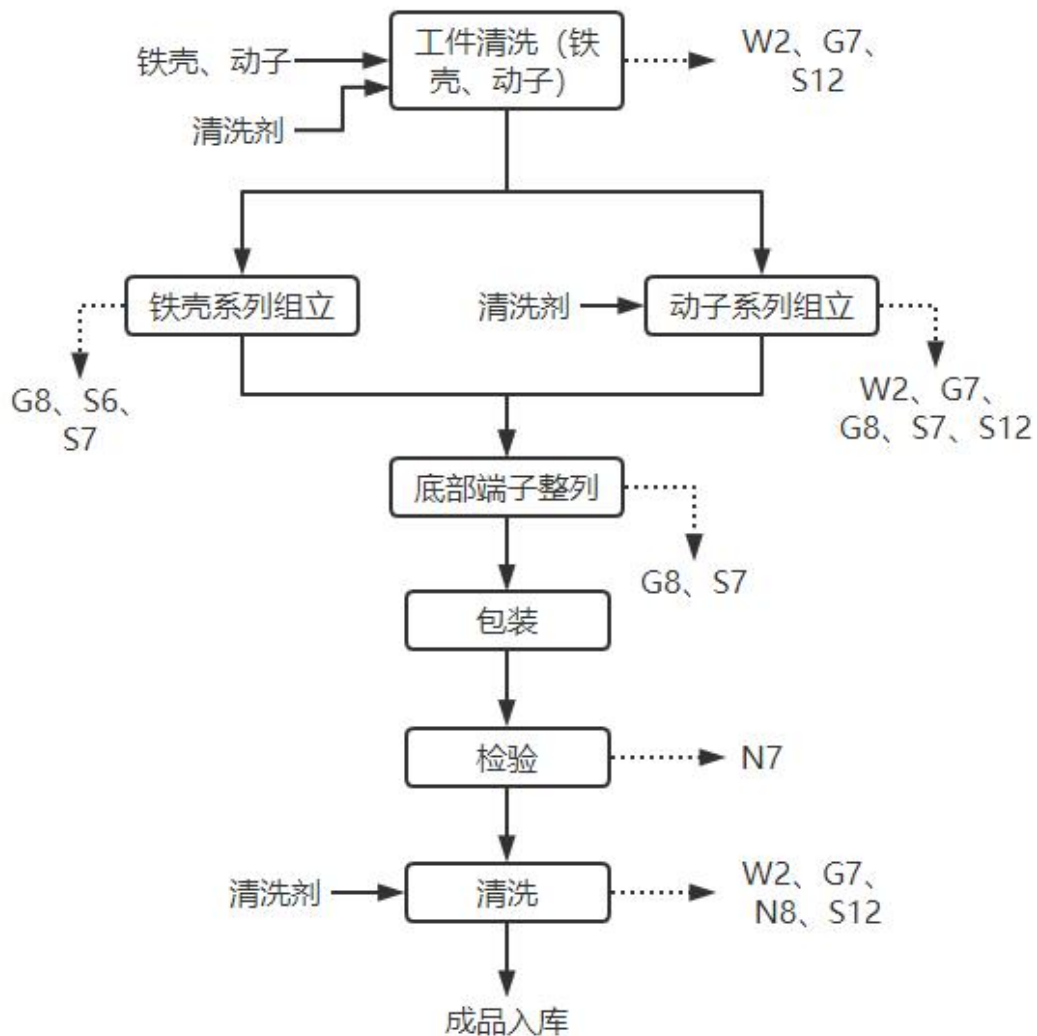 铁壳、动子
工件清洗（铁
壳、动子）
W2、G7、
S12
清洗剂
铁壳系列组立
清洗剂
动子系列组立
G8、S6、
S7
W2、G7、
G8、S7、S12
底部端子整列
G8、S7
包装
检验
N7
清洗剂
清洗
W2、G7、
N8、S12
成品入库